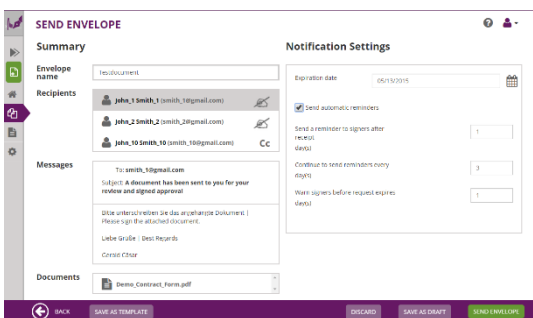 SEND ENVELOPE
Summary
Envelope name
Testdocument
Recipients
John_1 Smith_1 (smith_1@gmail.com)
John_2 Smith_2 (smith_2@gmail.com)
John_10 Smith_10 (smith_10@gmail.com) Cc
Messages
To: smith_1@gmail.com
Subject: A document has been sent to you for your
review and signed approval
Bitte unterschreiben Sie das angehängte Dokument |
Please sign the attached document.
Liebe Grüße | Best Regards
Gerald Cäsar
Documents
Demo_Contract_Form.pdf
Notification Settings
Expiration date 05/13/2015
Send automatic reminders
Send a reminder to signers after
receipt 1
day(s)
Continue to send reminders every 3
day(s)
Warn signers before request expires 1
day(s)
BACK SAVE AS TEMPLATE DISCARD SAVE AS DRAFT SEND ENVELOPE